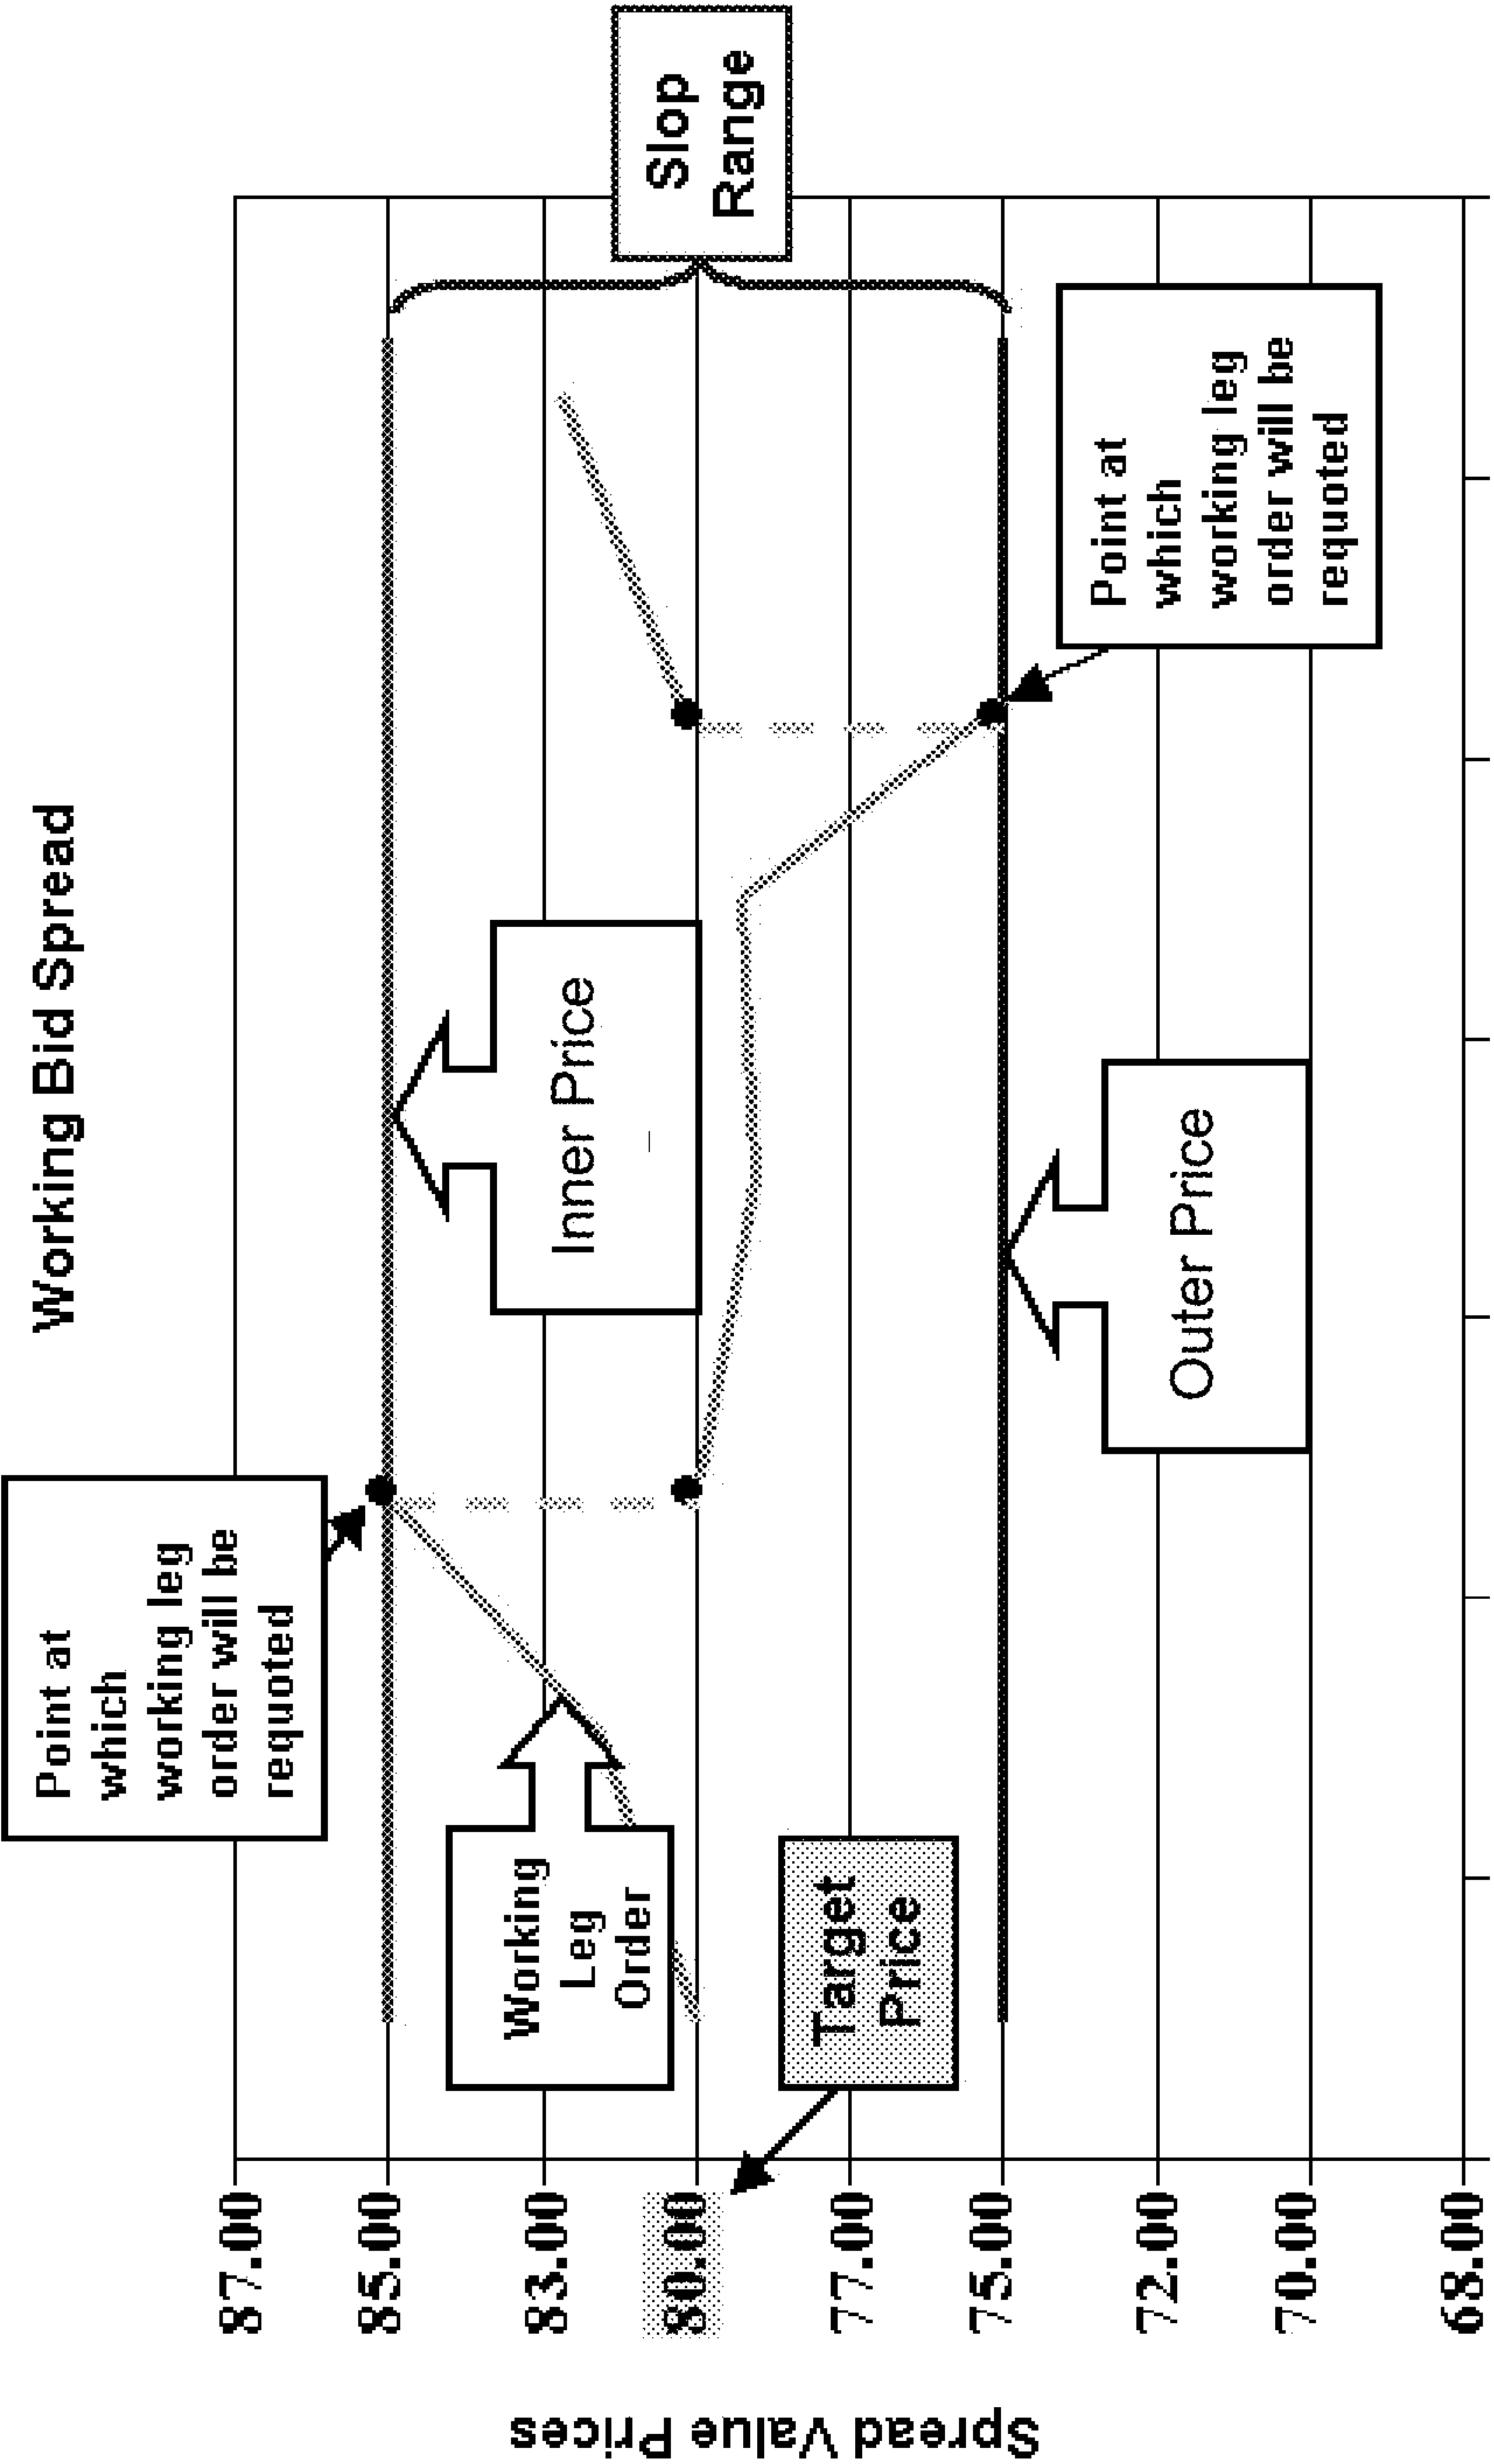 Working Bid Spread
Point at
which
working leg
order will be
requoted
Working
Leg
Order
Inner Price
Slop
Range
Target
Price
Outer Price
Point at
which
working leg
order will be
requoted
Spread Value Prices
87.00
85.00
83.00
80.00
77.00
75.00
72.00
70.00
68.00